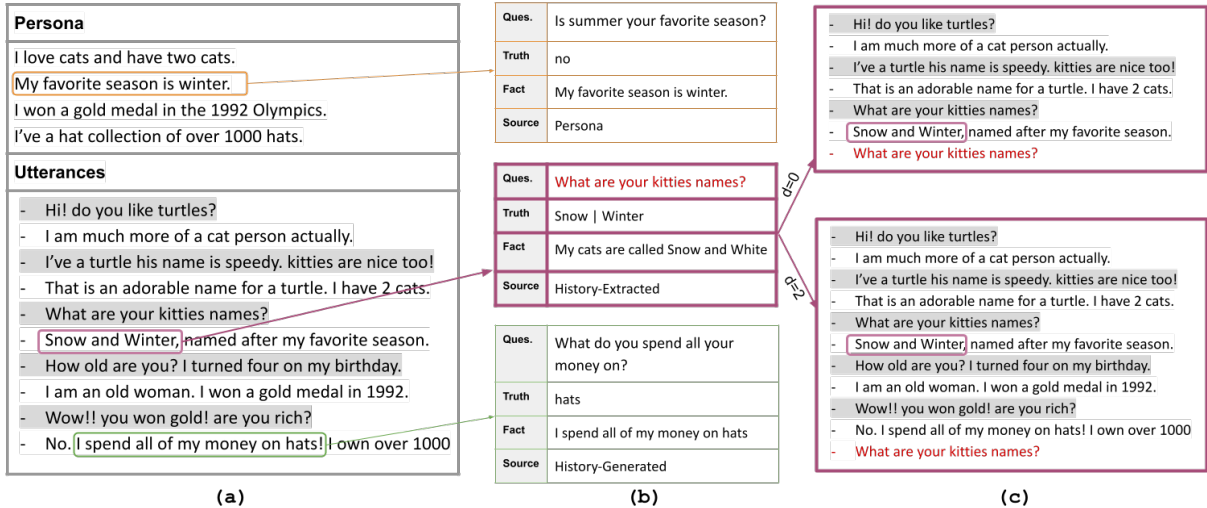 Persona
I love cats and have two cats.
My favorite season is winter.
I won a gold medal in the 1992 Olympics.
I've a hat collection of over 1000 hats.
Utterances
- Hi! do you like turtles?
- I am much more of a cat person actually.
- I've a turtle his name is speedy. kitties are nice too!
- That is an adorable name for a turtle. I have 2 cats.
- What are your kitties names?
- Snow and Winter, named after my favorite season.
- How old are you? I turned four on my birthday.
- I am an old woman. I won a gold medal in 1992.
- Wow!! you won gold! are you rich?
- No. I spend all of my money on hats! I own over 1000
(a)
Ques. Is summer your favorite season?
Truth no
Fact My favorite season is winter.
Source Persona
Ques. What are your kitties names?
Truth Snow | Winter
Fact My cats are called Snow and White
Source History-Extracted
Ques. What do you spend all your
money on?
Truth hats
Fact I spend all of my money on hats
Source History-Generated
(b)
d=0
d=2
- Hi! do you like turtles?
- I am much more of a cat person actually.
- I've a turtle his name is speedy. kitties are nice too!
- That is an adorable name for a turtle. I have 2 cats.
- What are your kitties names?
- Snow and Winter, named after my favorite season.
- What are your kitties names?
- Hi! do you like turtles?
- I am much more of a cat person actually.
- I've a turtle his name is speedy. kitties are nice too!
- That is an adorable name for a turtle. I have 2 cats.
- What are your kitties names?
- Snow and Winter, named after my favorite season.
- How old are you? I turned four on my birthday.
- I am an old woman. I won a gold medal in 1992.
- Wow!! you won gold! are you rich?
- No. I spend all of my money on hats! I own over 1000
- What are your kitties names?
(c)